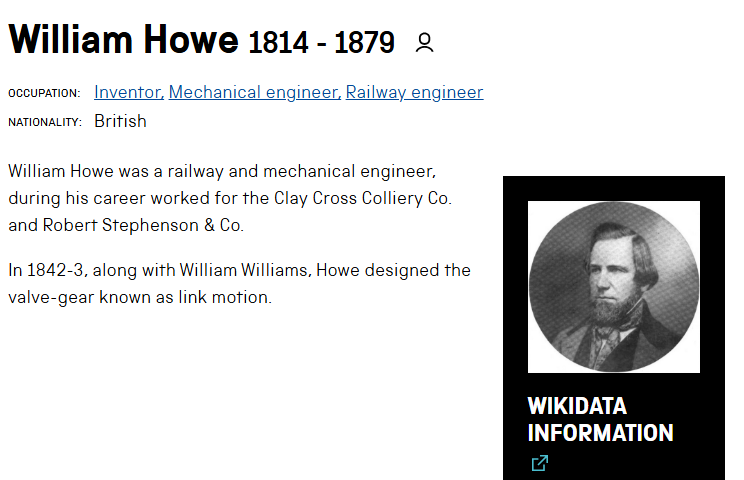 William Howe 1814 - 1879
OCCUPATION: Inventor, Mechanical engineer, Railway engineer
NATIONALITY: British
William Howe was a railway and mechanical engineer,
during his career worked for the Clay Cross Colliery Co.
and Robert Stephenson & Co.
In 1842-3, along with William Williams, Howe designed the
valve-gear known as link motion.
WIKIDATA
INFORMATION